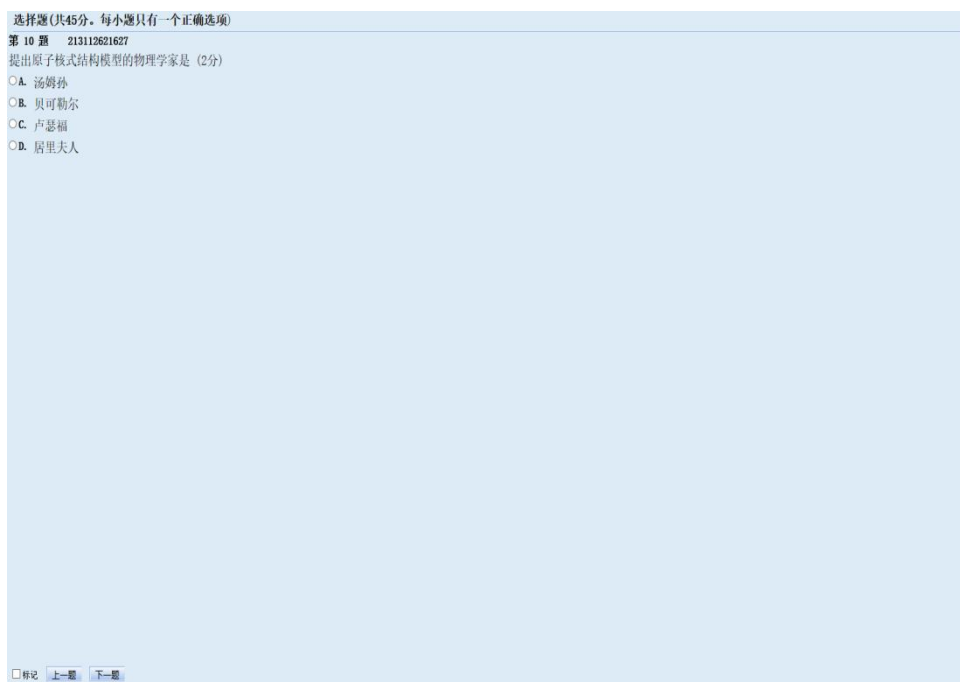 选择题(共45分。每小题只有一个正确选项)
第 10 题 213112621627
提出原子核式结构模型的物理学家是 (2分)
A. 汤姆孙
B. 贝可勒尔
C. 卢瑟福
D. 居里夫人
标记 上一题 下一题